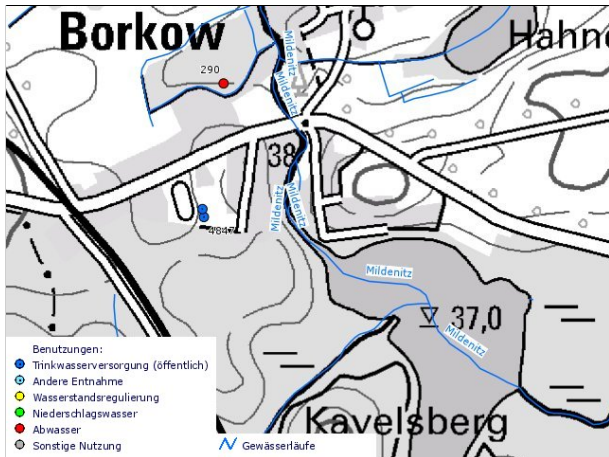 Borkow
Hahne
290
Mildenitz
Mildenitz
38
Mildenitz
Mildenitz
4847
Mildenitz
37,0
Mildenitz
Kavelsberg
Benutzungen:
Trinkwasserversorgung (öffentlich)
Andere Entnahme
Wasserstandsregulierung
Niederschlagswasser
Abwasser
Sonstige Nutzung
Gewässerläufe